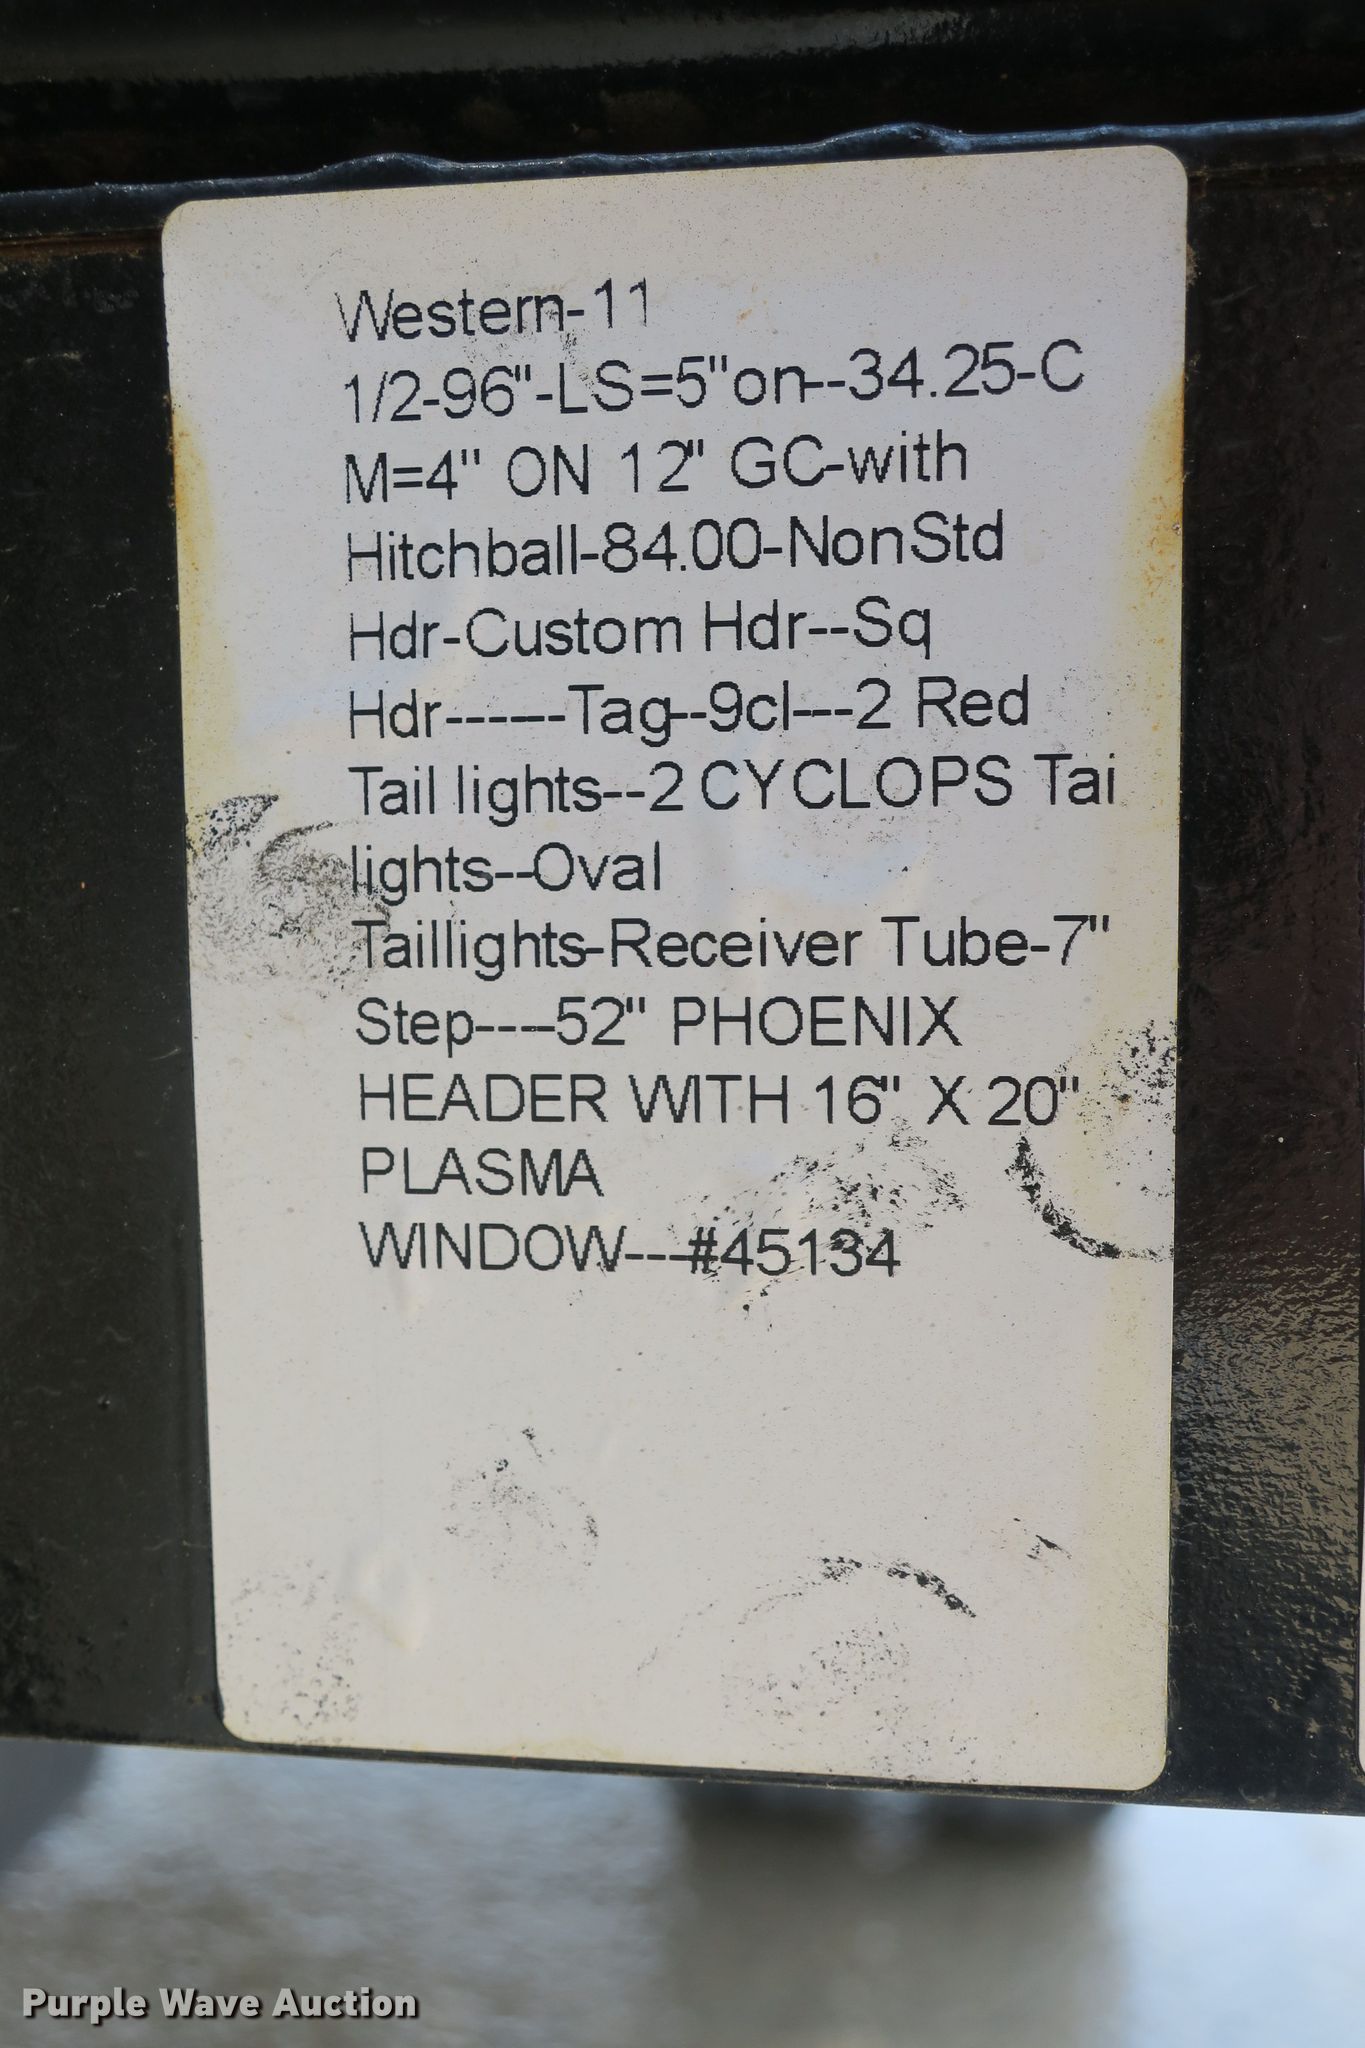 Western-11
1/2-96"-LS=5"on--34.25-C
M=4" ON 12" GC-with
Hitchball-84.00-NonStd
Hdr-Custom Hdr--Sq
Hdr------Tag--9cl---2 Red
Tail lights--2 CYCLOPS Tai
lights--Oval
Taillights-Receiver Tube-7"
Step----52" PHOENIX
HEADER WITH 16" X 20"
PLASMA
WINDOW---#45134
Purple Wave Auction